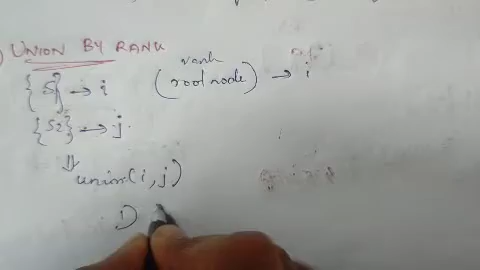 ) UNION BY RANK
rank
{S1} → i (root node) → i
{S2} → j
⇓ union(i, j)
1)